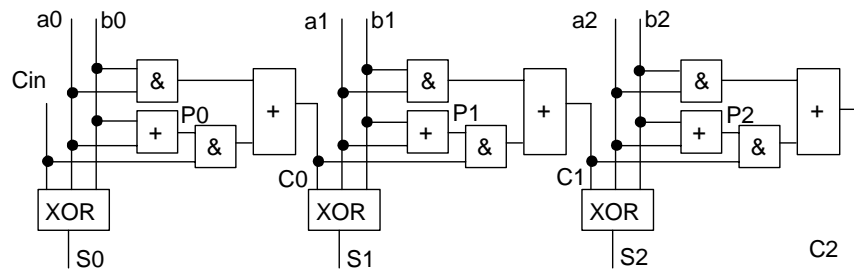 a0 b0 a1 b1 a2 b2
Cin & & &
+ + +
P0 P1 P2
+ + +
& & &
C0 C1
XOR XOR XOR
S0 S1 S2 C2